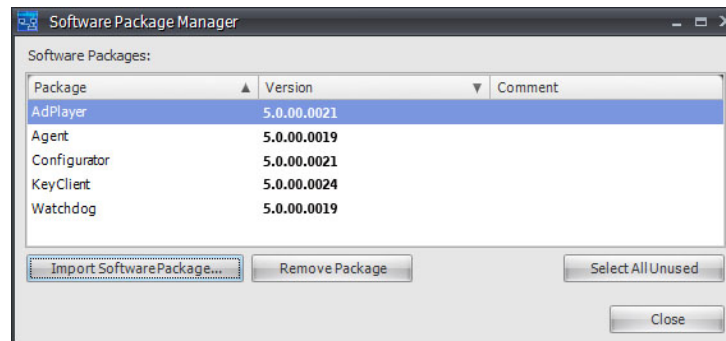 Software Package Manager
Software Packages:
Package Version Comment
AdPlayer 5.0.00.0021
Agent 5.0.00.0019
Configurator 5.0.00.0021
KeyClient 5.0.00.0024
Watchdog 5.0.00.0019
Import Software Package... Remove Package Select All Unused
Close